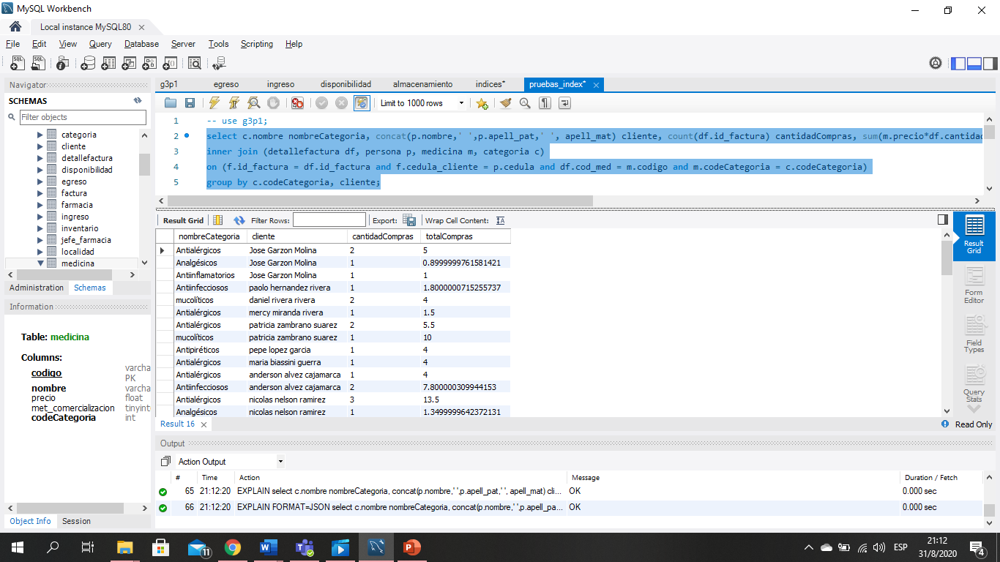 MySQL Workbench
Local instance MySQL80
File Edit View Query Database Server Tools Scripting Help
Navigator
SCHEMAS
Filter objects
categoria
cliente
detallefactura
disponibilidad
egreso
factura
farmacia
ingreso
inventario
jefe_farmacia
localidad
medicina
Administration Schemas
Information
Table: medicina
Columns:
codigo varcha
PK
nombre varcha
precio float
met_comercializacion tinyint
codeCategoria int
Object Info Session
g3p1 egreso ingreso disponibilidad almacenamiento indices* pruebas_index*
Limit to 1000 rows
1 -- use g3p1;
2 select c.nombre nombreCategoria, concat(p.nombre,' ',p.apell_pat,' ', apell_mat) cliente, count(df.id_factura) cantidadCompras, sum(m.precio*df.cantidad
3 inner join (detallefactura df, persona p, medicina m, categoria c)
4 on (f.id_factura = df.id_factura and f.cedula_cliente = p.cedula and df.cod_med = m.codigo and m.codeCategoria = c.codeCategoria)
5 group by c.codeCategoria, cliente;
Result Grid Filter Rows: Export: Wrap Cell Content:
nombreCategoria cliente cantidadCompras totalCompras
Antialérgicos Jose Garzon Molina 2 5
Analgésicos Jose Garzon Molina 1 0.8999999761581421
Antiinflamatorios Jose Garzon Molina 1 1
Antiinfecciosos paolo hernandez rivera 1 1.8000000715255737
mucolíticos daniel rivera rivera 2 4
Antialérgicos mercy miranda rivera 1 1.5
Antialérgicos patricia zambrano suarez 2 5.5
mucolíticos patricia zambrano suarez 1 10
Antipiréticos pepe lopez garcia 1 4
Antialérgicos maria biassini guerra 1 4
Antialérgicos anderson alvez cajamarca 1 4
Antiinfecciosos anderson alvez cajamarca 2 7.800000309944153
Antialérgicos nicolas nelson ramirez 3 13.5
Analgésicos nicolas nelson ramirez 1 1.3499999642372131
Result Grid
Form Editor
Field Types
Query Stats
Result 16
Read Only
Output
Action Output
# Time Action Message Duration / Fetch
65 21:12:20 EXPLAIN select c.nombre nombreCategoria, concat(p.nombre,' ',p.apell_pat,' ', apell_mat) cli... OK 0.000 sec
66 21:12:20 EXPLAIN FORMAT=JSON select c.nombre nombreCategoria, concat(p.nombre,' ',p.apell_pa... OK 0.000 sec
11
ESP
21:12
31/8/2020
4